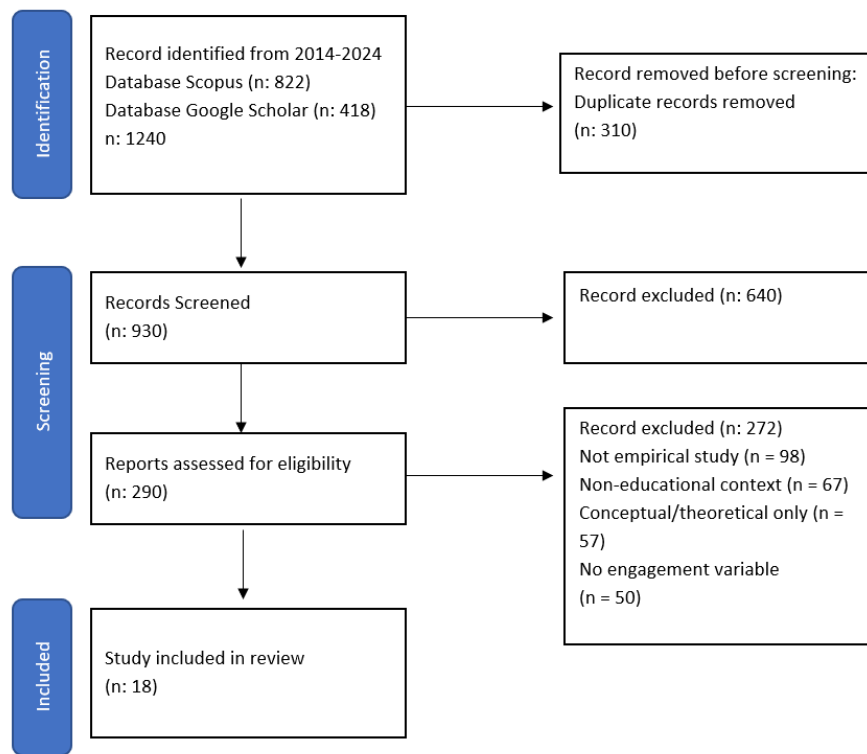 Identification
Record identified from 2014-2024
Database Scopus (n: 822)
Database Google Scholar (n: 418)
n: 1240
Record removed before screening:
Duplicate records removed
(n: 310)
Screening
Records Screened
(n: 930)
Record excluded (n: 640)
Reports assessed for eligibility
(n: 290)
Record excluded (n: 272)
Not empirical study (n = 98)
Non-educational context (n = 67)
Conceptual/theoretical only (n =
57)
No engagement variable
(n = 50)
Included
Study included in review
(n: 18)